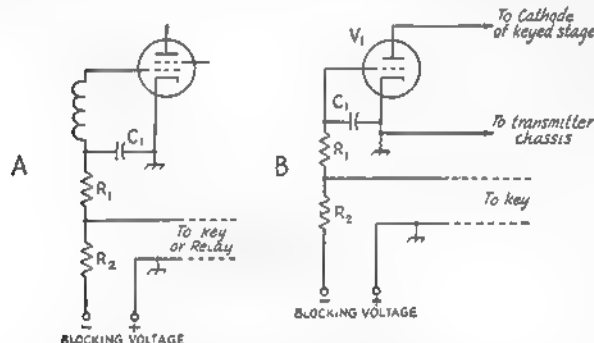 C₁
A
R₁
To Key
or Relay
R₂
−
+
BLOCKING VOLTAGE
V₁
To Cathode
of keyed stage
C₁
To transmitter
chassis
B
R₁
To key
R₂
−
+
BLOCKING VOLTAGE